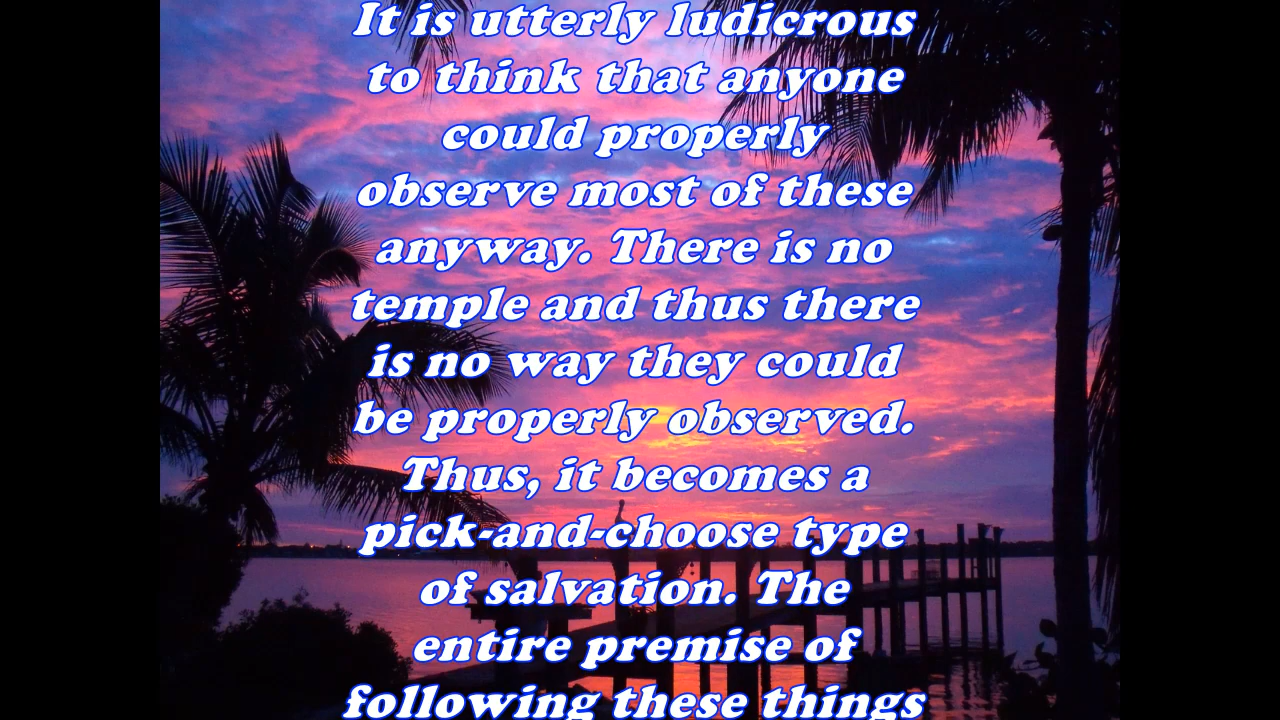 It is utterly ludicrous
to think that anyone
could properly
observe most of these
anyway. There is no
temple and thus there
is no way they could
be properly observed.
Thus, it becomes a
pick-and-choose type
of salvation. The
entire premise of
following these things